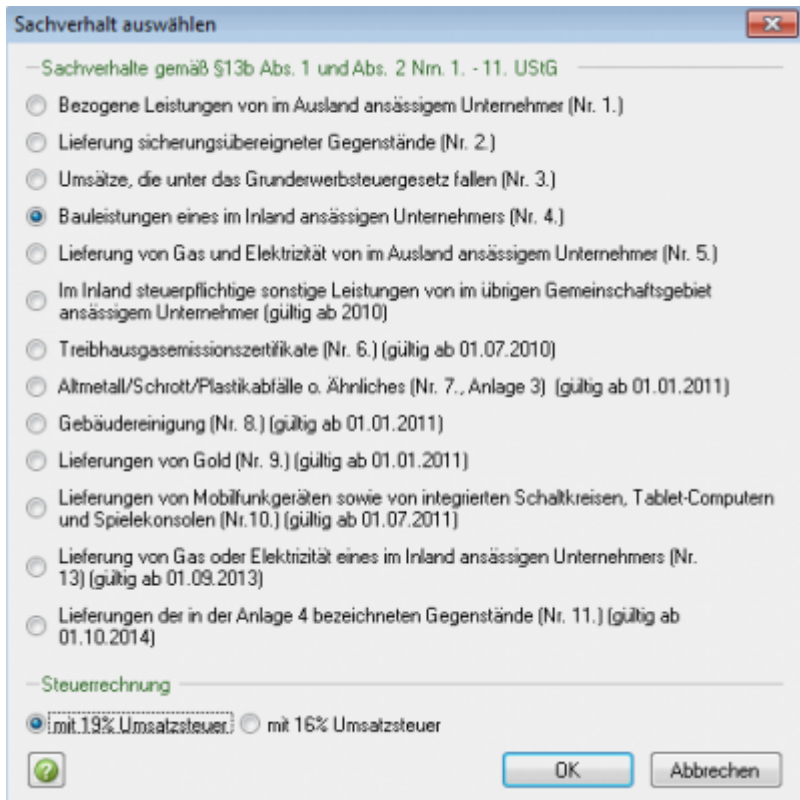 Sachverhalt auswählen
Sachverhalte gemäß §13b Abs. 1 und Abs. 2 Nrn. 1. - 11. UStG
Bezogene Leistungen von im Ausland ansässigem Unternehmer (Nr. 1.)
Lieferung sicherungsübereigneter Gegenstände (Nr. 2.)
Umsätze, die unter das Grunderwerbsteuergesetz fallen (Nr. 3.)
Bauleistungen eines im Inland ansässigen Unternehmers (Nr. 4.)
Lieferung von Gas und Elektrizität von im Ausland ansässigem Unternehmer (Nr. 5.)
Im Inland steuerpflichtige sonstige Leistungen von im übrigen Gemeinschaftsgebiet
ansässigem Unternehmer (gültig ab 2010)
Treibhausgasemissionszertifikate (Nr. 6.) (gültig ab 01.07.2010)
Altmetall/Schrott/Plastikabfälle o. Ähnliches (Nr. 7., Anlage 3) (gültig ab 01.01.2011)
Gebäudereinigung (Nr. 8.) (gültig ab 01.01.2011)
Lieferungen von Gold (Nr. 9.) (gültig ab 01.01.2011)
Lieferungen von Mobilfunkgeräten sowie von integrierten Schaltkreisen, Tablet-Computern
und Spielekonsolen (Nr.10.) (gültig ab 01.07.2011)
Lieferung von Gas oder Elektrizität eines im Inland ansässigen Unternehmers (Nr.
13) (gültig ab 01.09.2013)
Lieferungen der in der Anlage 4 bezeichneten Gegenstände (Nr. 11.) (gültig ab
01.10.2014)
Steuerrechnung
mit 19% Umsatzsteuer mit 16% Umsatzsteuer
? OK Abbrechen